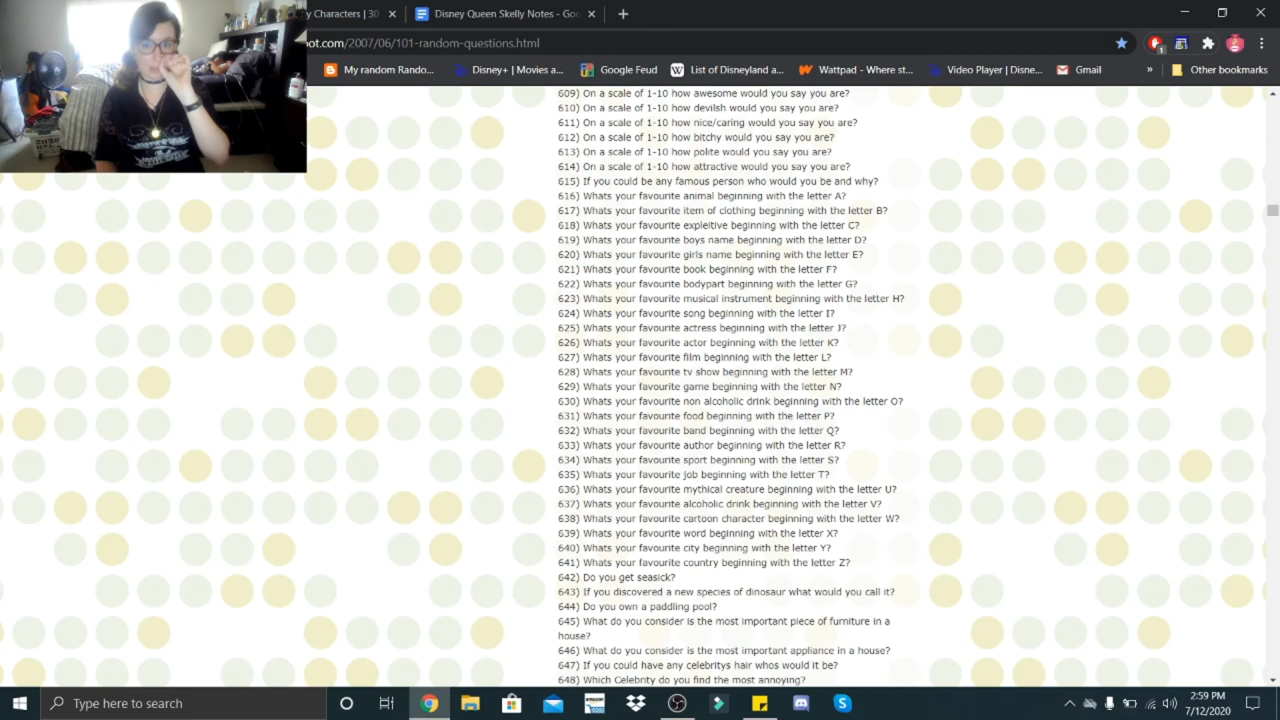 y Characters | 30
Disney Queen Skelly Notes - Goo
pot.com/2007/06/101-random-questions.html
My random Rando...
Disney+ | Movies a...
Google Feud
List of Disneyland a...
Wattpad - Where st...
Video Player | Disne...
Gmail
Other bookmarks
609) On a scale of 1-10 how awesome would you say you are?
610) On a scale of 1-10 how devilsh would you say you are?
611) On a scale of 1-10 how nice/caring would you say you are?
612) On a scale of 1-10 how bitchy would you say you are?
613) On a scale of 1-10 how polite would you say you are?
614) On a scale of 1-10 how attractive would you say you are?
615) If you could be any famous person who would you be and why?
616) Whats your favourite animal beginning with the letter A?
617) Whats your favourite item of clothing beginning with the letter B?
618) Whats your favourite expleitive beginning with the letter C?
619) Whats your favourite boys name beginning with the letter D?
620) Whats your favourite girls name beginning with the letter E?
621) Whats your favourite book beginning with the letter F?
622) Whats your favourite bodypart beginning with the letter G?
623) Whats your favourite musical instrument beginning with the letter H?
624) Whats your favourite song beginning with the letter I?
625) Whats your favourite actress beginning with the letter J?
626) Whats your favourite actor beginning with the letter K?
627) Whats your favourite film beginning with the letter L?
628) Whats your favourite tv show beginning with the letter M?
629) Whats your favourite game beginning with the letter N?
630) Whats your favourite non alcoholic drink beginning with the letter O?
631) Whats your favourite food beginning with the letter P?
632) Whats your favourite band beginning with the letter Q?
633) Whats your favourite author beginning with the letter R?
634) Whats your favourite sport beginning with the letter S?
635) Whats your favourite job beginning with the letter T?
636) Whats your favourite mythical creature beginning with the letter U?
637) Whats your favourite alcoholic drink beginning with the letter V?
638) Whats your favourite cartoon character beginning with the letter W?
639) Whats your favourite word beginning with the letter X?
640) Whats your favourite city beginning with the letter Y?
641) Whats your favourite country beginning with the letter Z?
642) Do you get seasick?
643) If you discovered a new species of dinosaur what would you call it?
644) Do you own a paddling pool?
645) What do you consider is the most important piece of furniture in a
house?
646) What do you consider is the most important appliance in a house?
647) If you could have any celebritys hair whos would it be?
648) Which Celebrity do you find the most annoying?
Type here to search
2:59 PM
7/12/2020